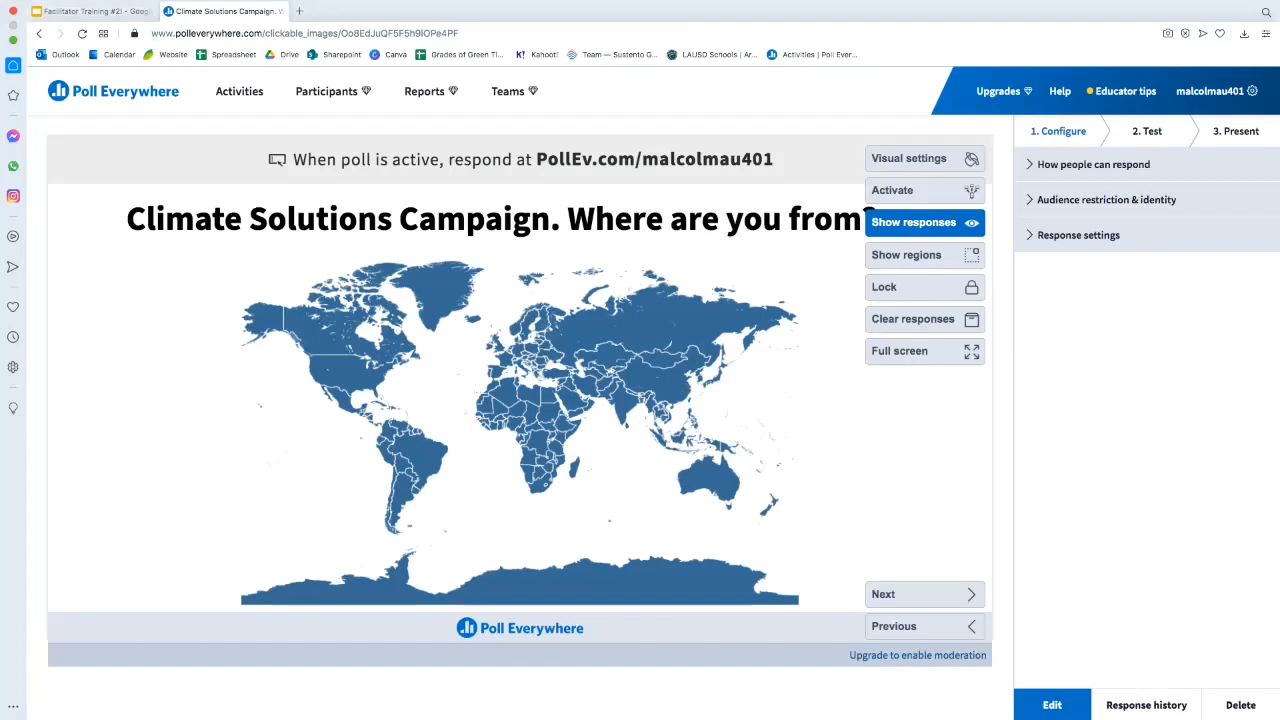 Facilitator Training #2! - Googl
Climate Solutions Campaign. W
www.polleverywhere.com/clickable_images/Oo8EdJuQF5F5h9IOPe4PF
Outlook
Calendar
Website
Spreadsheet
Drive
Sharepoint
Canva
Grades of Green Ti...
Kahoot!
Team — Sustento G...
LAUSD Schools | Ar...
Activities | Poll Ever...
Poll Everywhere
Activities
Participants
Reports
Teams
Upgrades
Help
Educator tips
malcolmau401
1. Configure
2. Test
3. Present
When poll is active, respond at PollEv.com/malcolmau401
Climate Solutions Campaign. Where are you from?
Visual settings
Activate
Show responses
Show regions
Lock
Clear responses
Full screen
Next
Previous
How people can respond
Audience restriction & identity
Response settings
Poll Everywhere
Upgrade to enable moderation
Edit
Response history
Delete